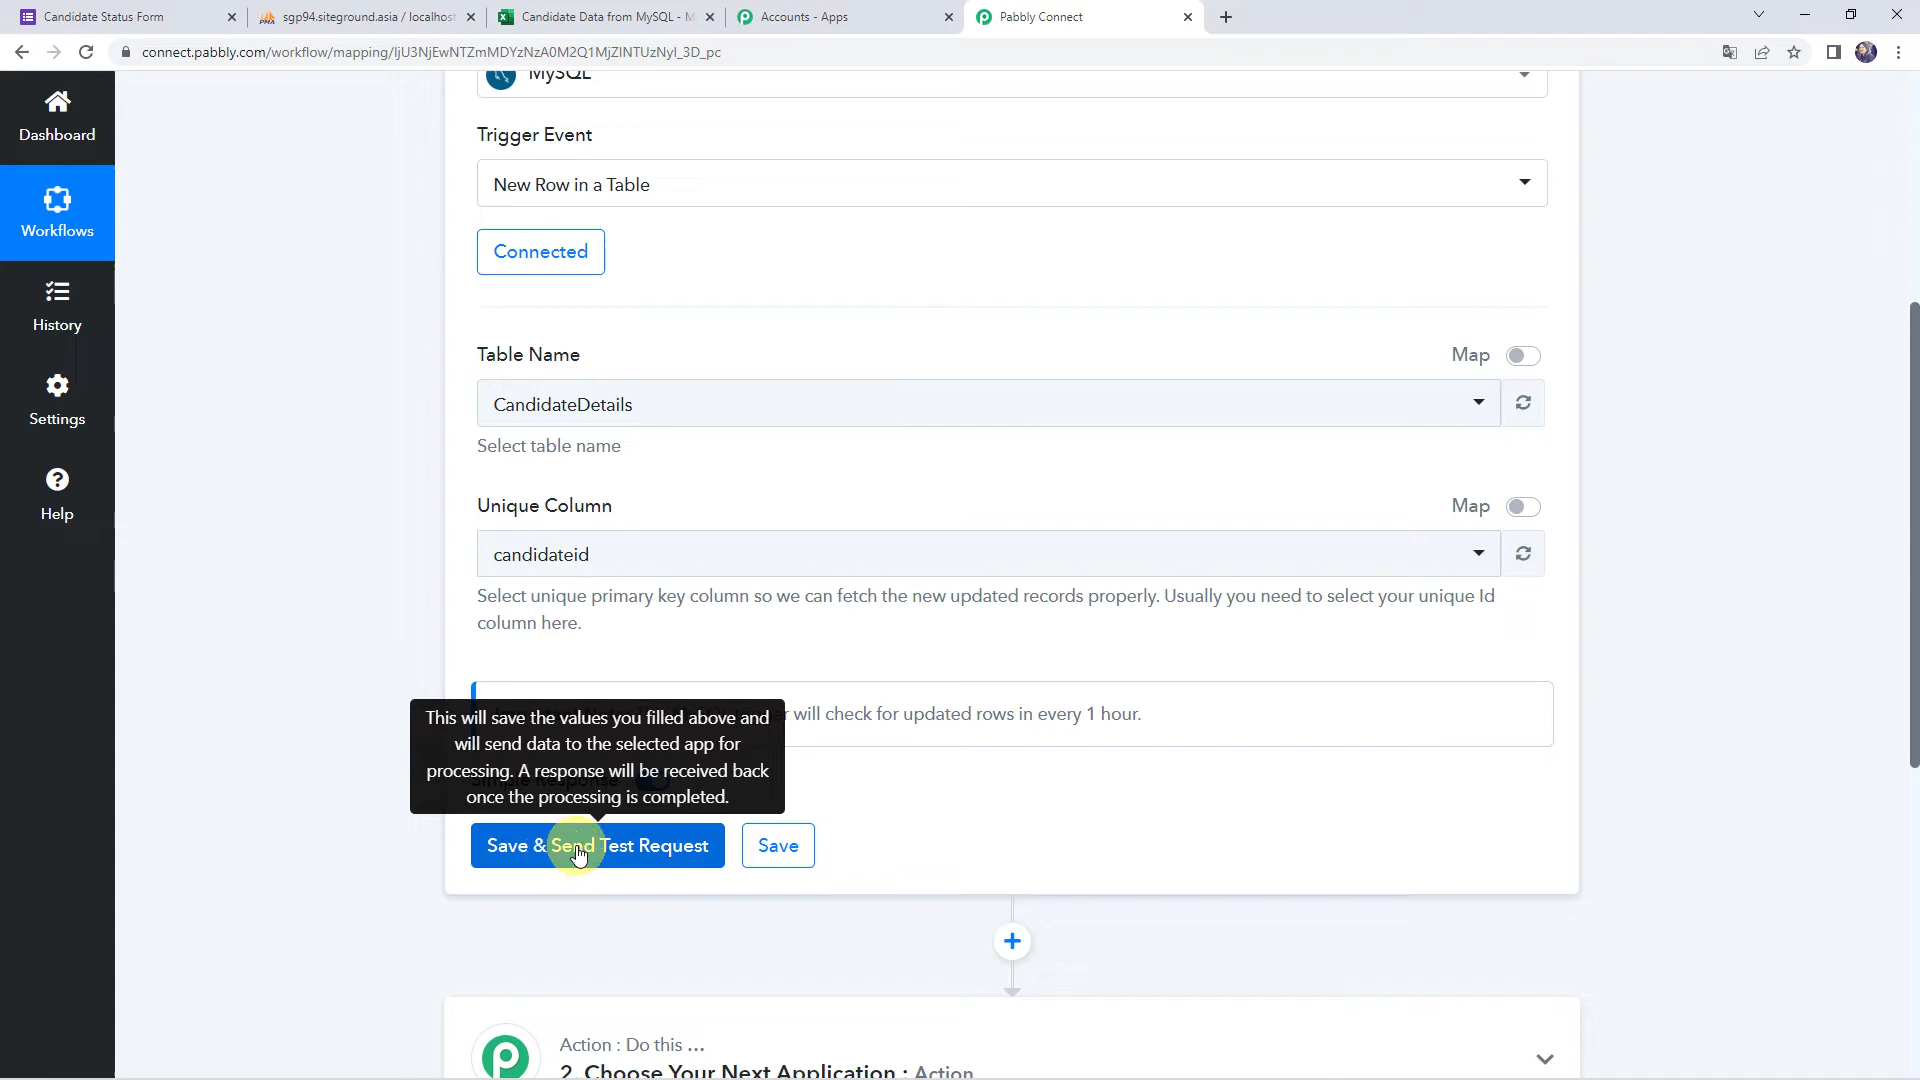 Candidate Status Form
sgp94.siteground.asia / localhost
Candidate Data from MySQL - M
Accounts - Apps
Pabbly Connect
connect.pabbly.com/workflow/mapping/IjU3NjEwNTZmMDYzNzA0M2Q1MjZlNTUzNyI_3D_pc
Dashboard
Workflows
History
Settings
Help
MySQL
Trigger Event
New Row in a Table
Connected
Table Name
Map
CandidateDetails
Select table name
Unique Column
Map
candidateid
Select unique primary key column so we can fetch the new updated records properly. Usually you need to select your unique Id
column here.
will check for updated rows in every 1 hour.
This will save the values you filled above and
will send data to the selected app for
processing. A response will be received back
once the processing is completed.
Save & Send Test Request
Save
Action : Do this ...
2. Choose Your Next Application : Action